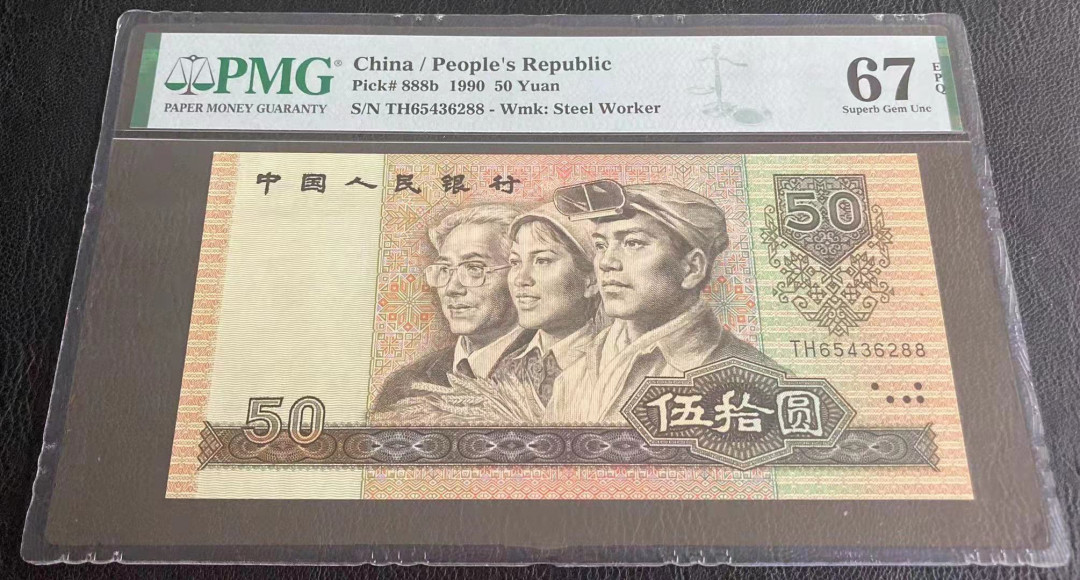 PMG®
PAPER MONEY GUARANTY
China / People's Republic
Pick# 888b 1990 50 Yuan
S/N TH65436288 - Wmk: Steel Worker
67
EPQ
Superb Gem Unc
中国人民银行
50
TH65436288
50
伍拾圆